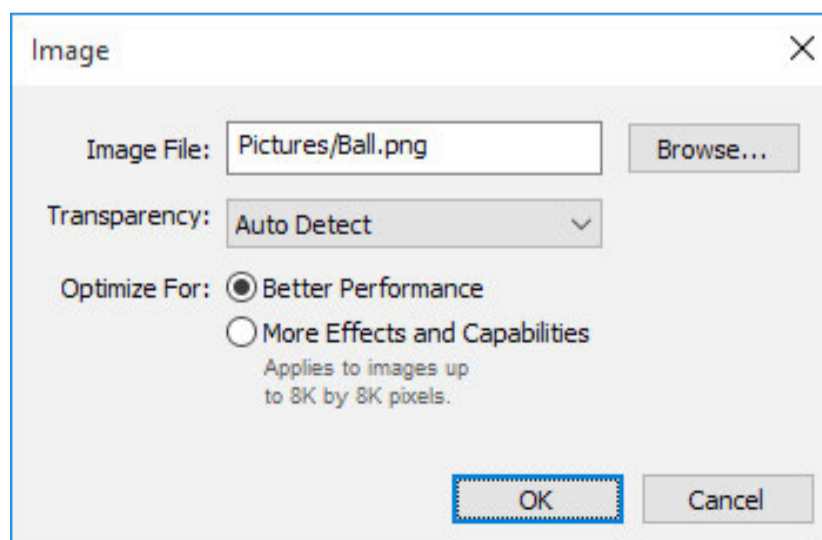 Image
Image File: Pictures/Ball.png Browse...
Transparency: Auto Detect
Optimize For: Better Performance
More Effects and Capabilities
Applies to images up
to 8K by 8K pixels.
OK Cancel